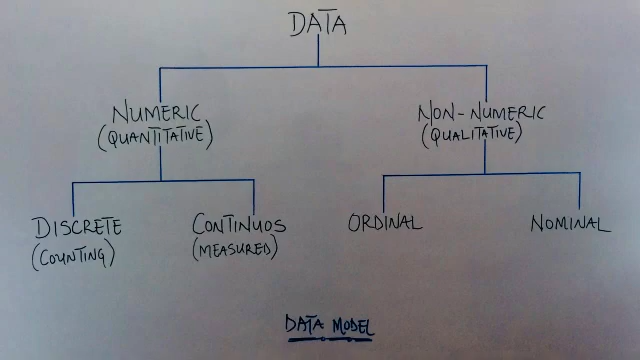 DATA
NUMERIC
(QUANTITATIVE)
NON-NUMERIC
(QUALITATIVE)
DISCRETE
(COUNTING)
CONTINUOS
(MEASURED)
ORDINAL
NOMINAL
DATA MODEL